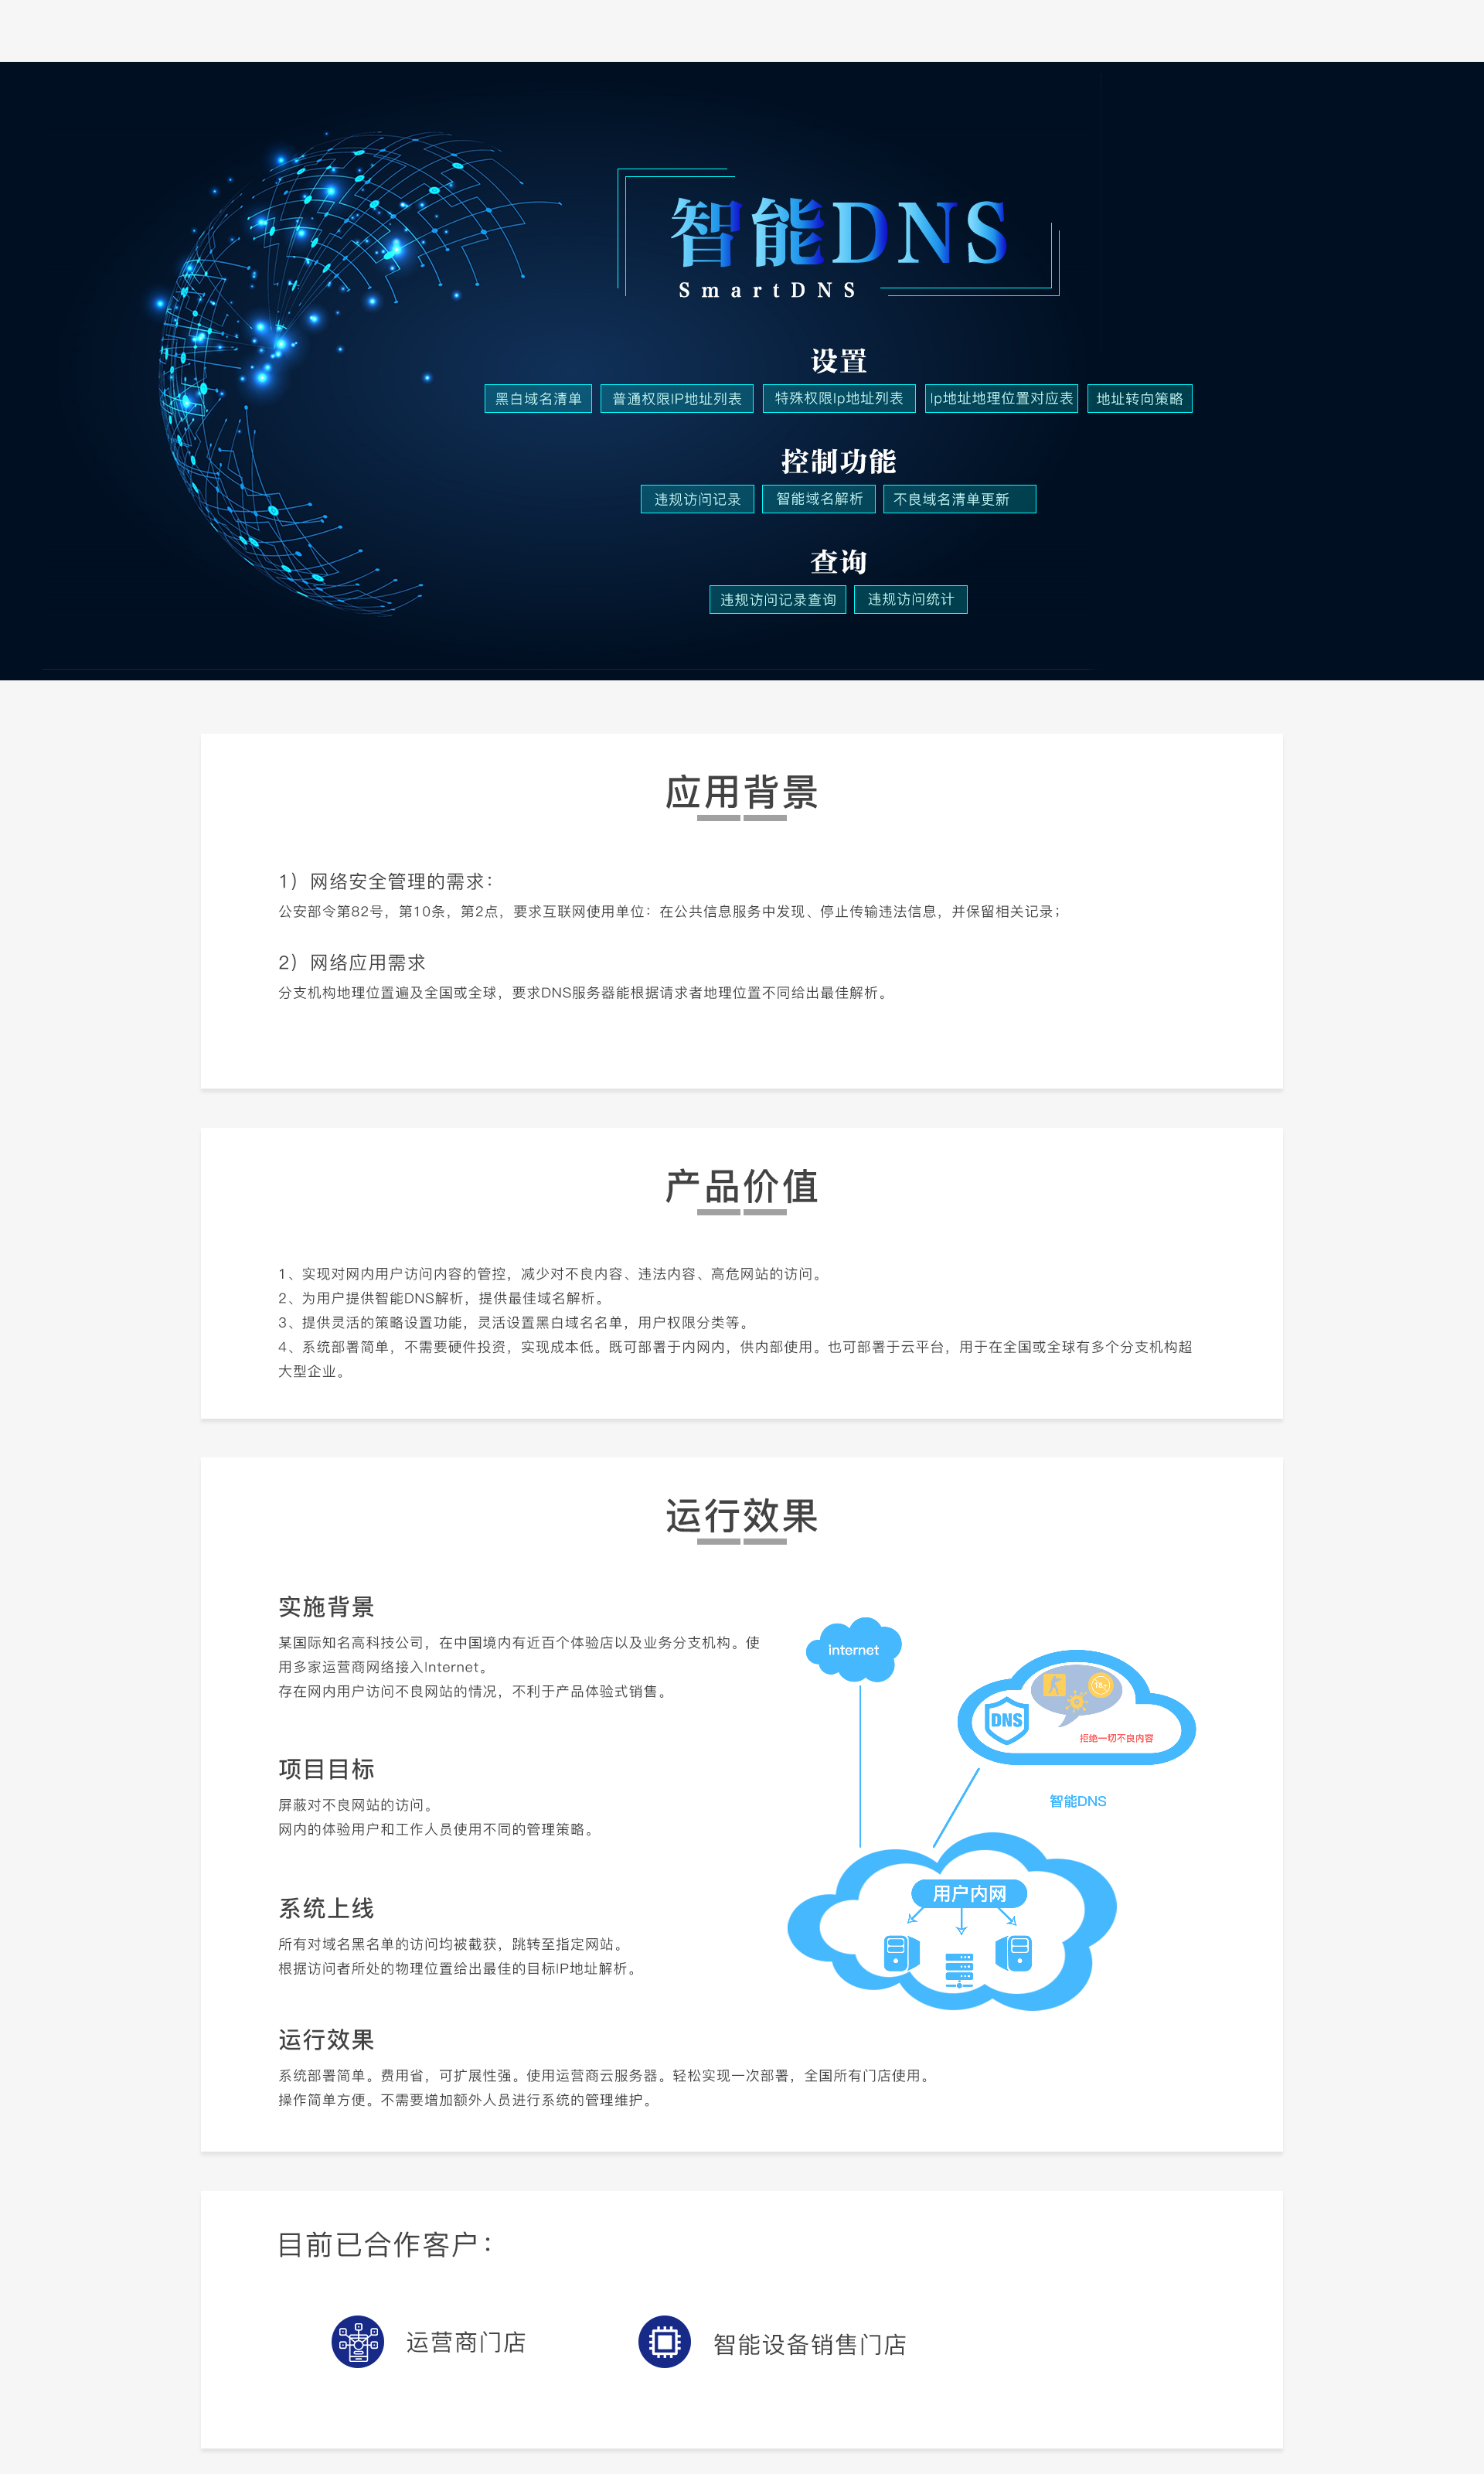 智能DNS
SmartDNS
设置
黑白域名清单 普通权限IP地址列表 特殊权限Ip地址列表 Ip地址地理位置对应表 地址转向策略
控制功能
违规访问记录 智能域名解析 不良域名清单更新
查询
违规访问记录查询 违规访问统计
应用背景
1）网络安全管理的需求：
公安部令第82号，第10条，第2点，要求互联网使用单位：在公共信息服务中发现、停止传输违法信息，并保留相关记录；
2）网络应用需求
分支机构地理位置遍及全国或全球，要求DNS服务器能根据请求者地理位置不同给出最佳解析。
产品价值
1、实现对网内用户访问内容的管控，减少对不良内容、违法内容、高危网站的访问。
2、为用户提供智能DNS解析，提供最佳域名解析。
3、提供灵活的策略设置功能，灵活设置黑白域名名单，用户权限分类等。
4、系统部署简单，不需要硬件投资，实现成本低。既可部署于内网内，供内部使用。也可部署于云平台，用于在全国或全球有多个分支机构超
大型企业。
运行效果
实施背景
某国际知名高科技公司，在中国境内有近百个体验店以及业务分支机构。使
用多家运营商网络接入Internet。
存在网内用户访问不良网站的情况，不利于产品体验式销售。
项目目标
屏蔽对不良网站的访问。
网内的体验用户和工作人员使用不同的管理策略。
系统上线
所有对域名黑名单的访问均被截获，跳转至指定网站。
根据访问者所处的物理位置给出最佳的目标IP地址解析。
internet
DNS
拒绝一切不良内容
智能DNS
用户内网
运行效果
系统部署简单。费用省，可扩展性强。使用运营商云服务器。轻松实现一次部署，全国所有门店使用。
操作简单方便。不需要增加额外人员进行系统的管理维护。
目前已合作客户：
运营商门店 智能设备销售门店